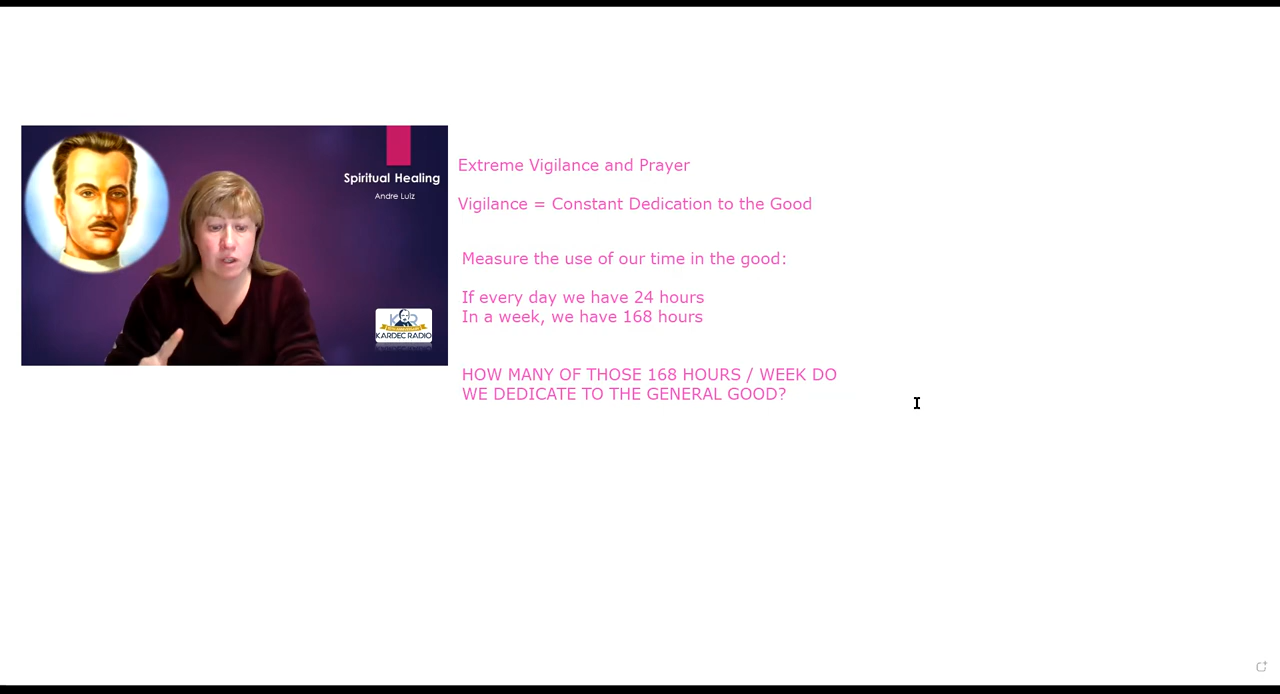 Spiritual Healing
Andre Luiz
KR
KARDEC RADIO
Extreme Vigilance and Prayer
Vigilance = Constant Dedication to the Good
Measure the use of our time in the good:
If every day we have 24 hours
In a week, we have 168 hours
HOW MANY OF THOSE 168 HOURS / WEEK DO
WE DEDICATE TO THE GENERAL GOOD?